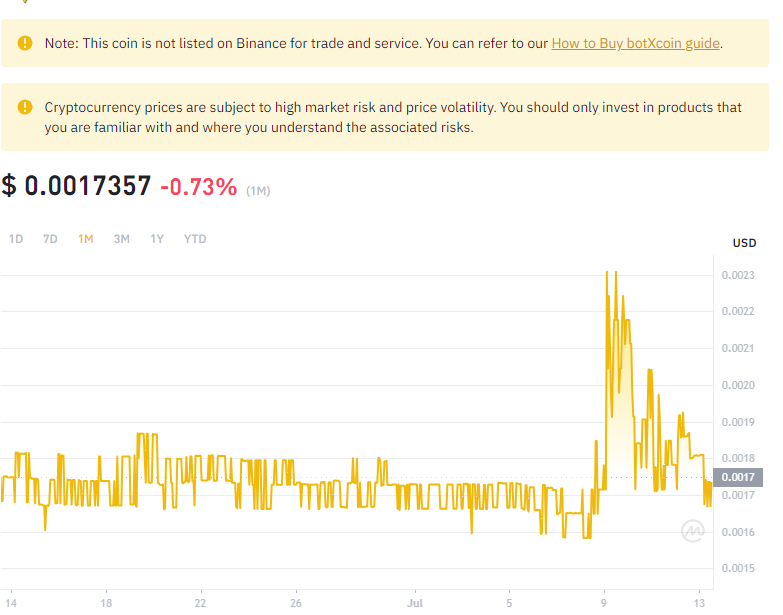 Note: This coin is not listed on Binance for trade and service. You can refer to our How to Buy botXcoin guide.
Cryptocurrency prices are subject to high market risk and price volatility. You should only invest in products that
you are familiar with and where you understand the associated risks.
$ 0.0017357 -0.73% (1M)
1D 7D 1M 3M 1Y YTD
USD
0.0023
0.0022
0.0021
0.0020
0.0019
0.0018
0.0017
0.0017
0.0016
0.0015
14 18 22 26 Jul 5 9 13